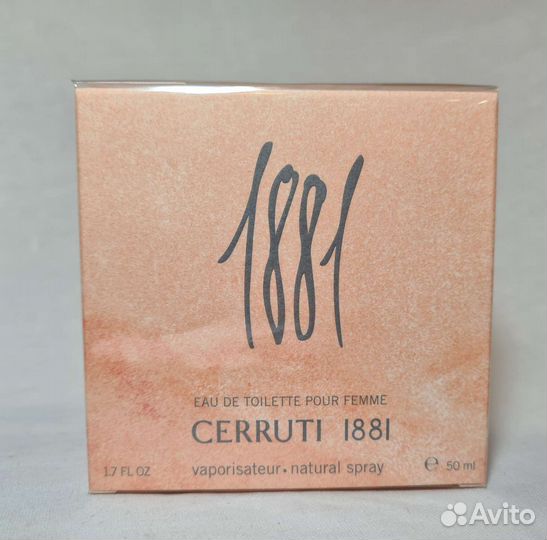 1881
EAU DE TOILETTE POUR FEMME
CERRUTI 1881
1.7 FL OZ vaporisateur • natural spray ℮ 50 ml
Avito